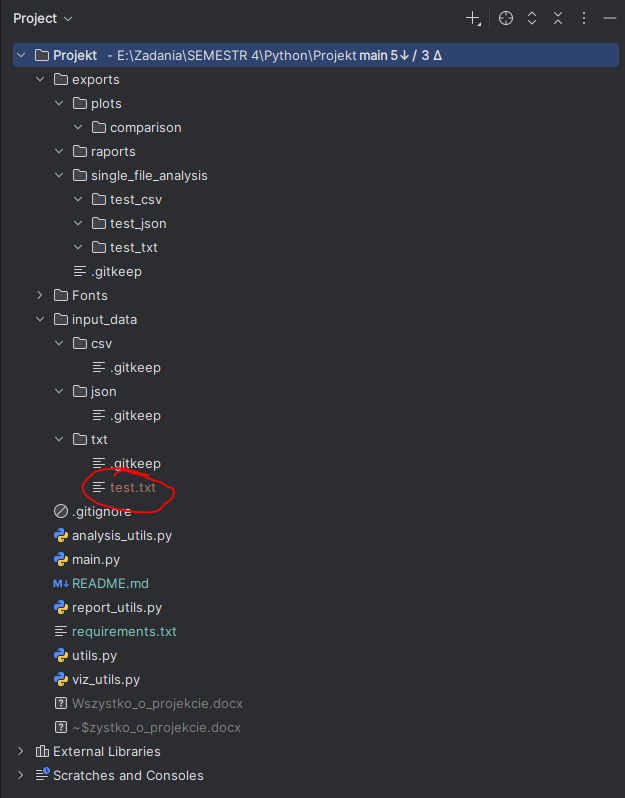 Project
Projekt - E:\Zadania\SEMESTR 4\Python\Projekt main 5↓ / 3 Δ
exports
plots
comparison
raports
single_file_analysis
test_csv
test_json
test_txt
.gitkeep
Fonts
input_data
csv
.gitkeep
json
.gitkeep
txt
.gitkeep
test.txt
.gitignore
analysis_utils.py
main.py
M↓ README.md
report_utils.py
requirements.txt
utils.py
viz_utils.py
? Wszystko_o_projekcie.docx
? ~$zystko_o_projekcie.docx
External Libraries
Scratches and Consoles